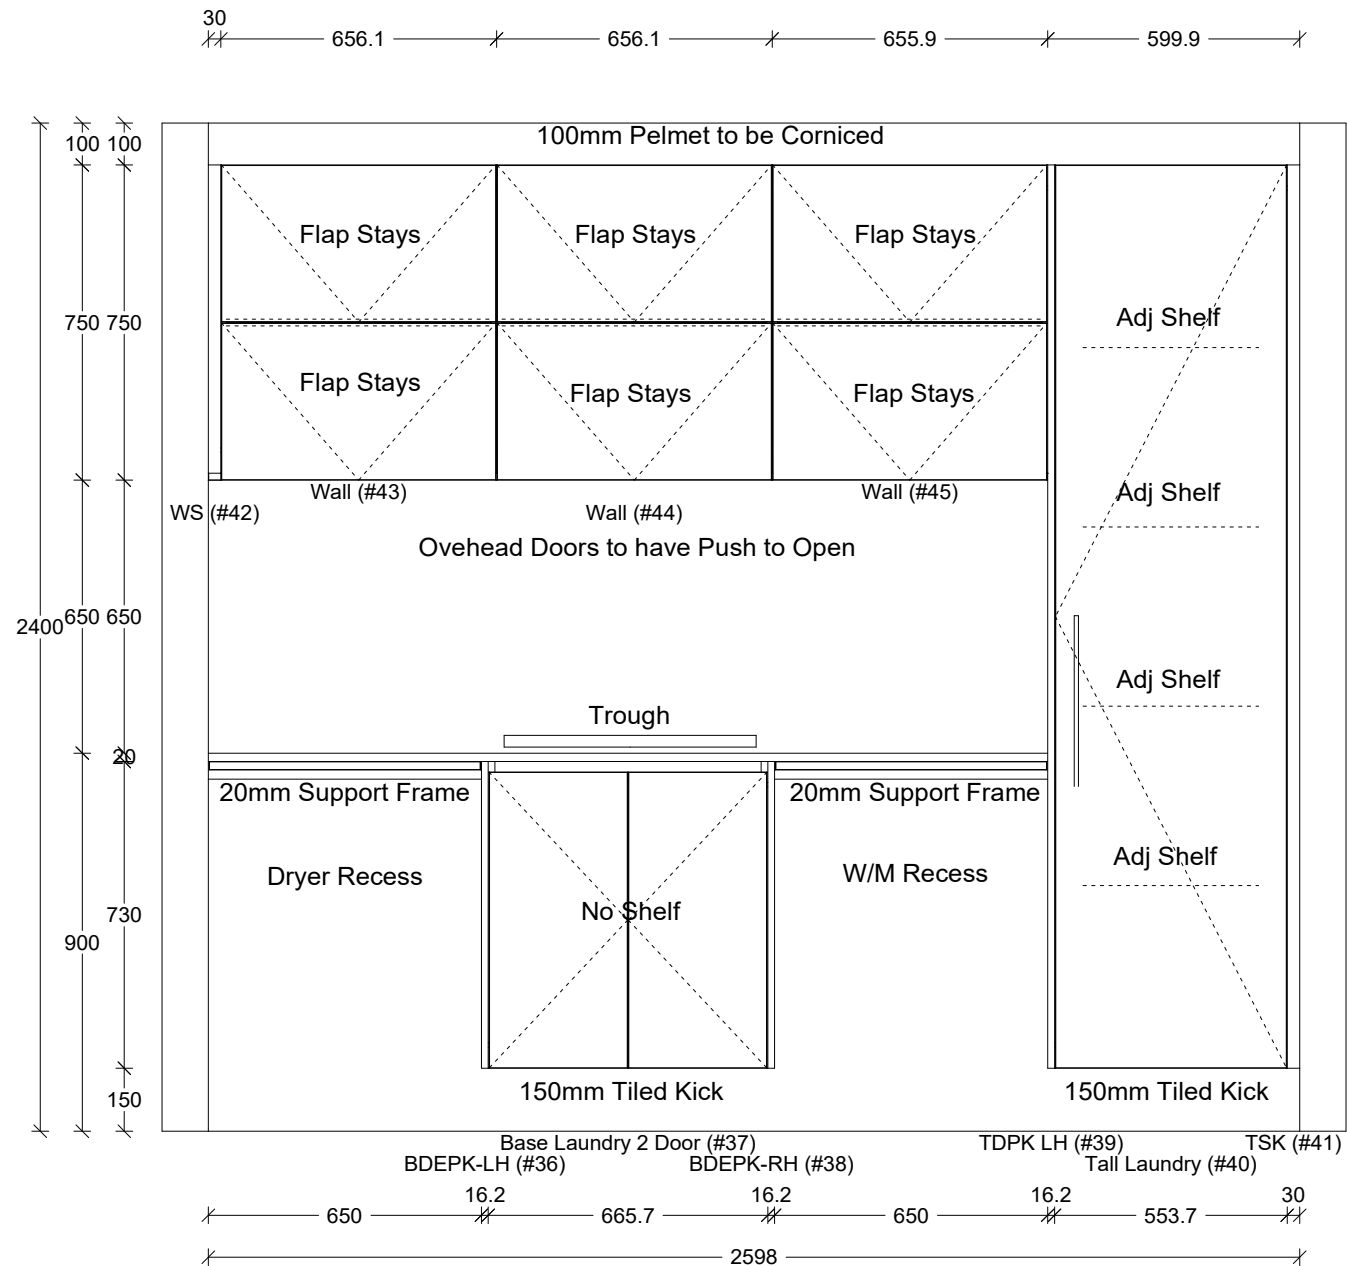 30
656.1 656.1 655.9 599.9
100mm Pelmet to be Corniced
100 100
Flap Stays Flap Stays Flap Stays
Adj Shelf
750 750
Flap Stays Flap Stays Flap Stays
Wall (#43) Wall (#45) Adj Shelf
WS (#42) Wall (#44)
Ovehead Doors to have Push to Open
2400 650 650
Adj Shelf
Trough
20
20mm Support Frame 20mm Support Frame
Adj Shelf
Dryer Recess W/M Recess
No Shelf
730
900
150mm Tiled Kick 150mm Tiled Kick
150
Base Laundry 2 Door (#37) TDPK LH (#39) TSK (#41)
BDEPK-LH (#36) BDEPK-RH (#38) Tall Laundry (#40)
16.2 16.2 16.2 30
650 665.7 650 553.7
2598